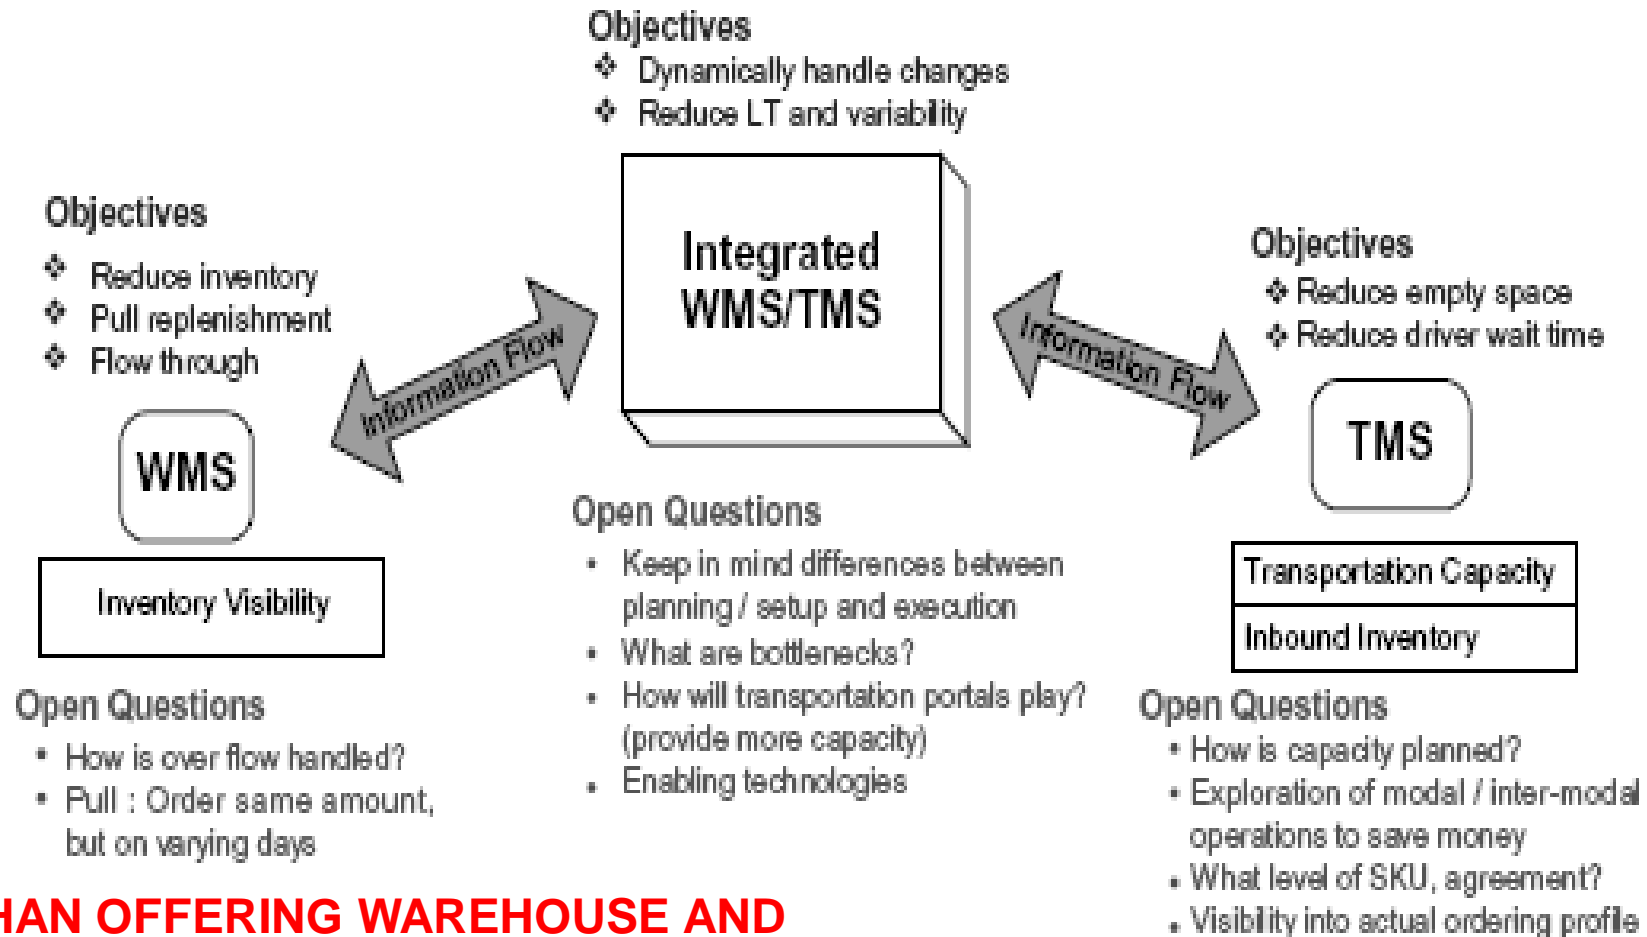 Objectives
❖ Dynamically handle changes
❖ Reduce LT and variability
Integrated
WMS/TMS
Objectives
❖ Reduce inventory
❖ Pull replenishment
❖ Flow through
Information Flow
WMS
Inventory Visibility
Open Questions
• How is over flow handled?
• Pull : Order same amount,
but on varying days
Open Questions
• Keep in mind differences between
planning / setup and execution
• What are bottlenecks?
• How will transportation portals play?
(provide more capacity)
• Enabling technologies
Objectives
❖ Reduce empty space
❖ Reduce driver wait time
Information Flow
TMS
Transportation Capacity
Inbound Inventory
Open Questions
• How is capacity planned?
• Exploration of modal / inter-modal
operations to save money
• What level of SKU, agreement?
• Visibility into actual ordering profile
HAN OFFERING WAREHOUSE AND